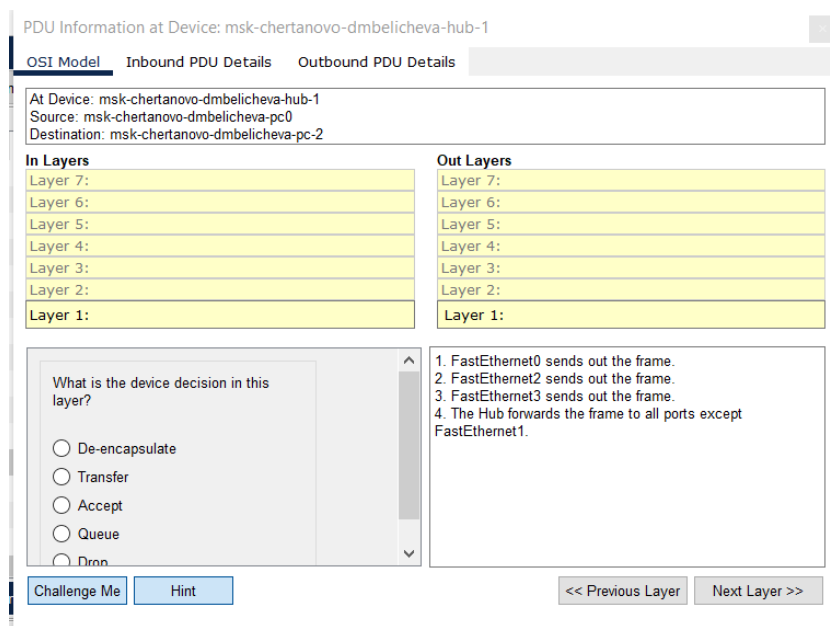 PDU Information at Device: msk-chertanovo-dmbelicheva-hub-1
OSI Model Inbound PDU Details Outbound PDU Details
At Device: msk-chertanovo-dmbelicheva-hub-1
Source: msk-chertanovo-dmbelicheva-pc0
Destination: msk-chertanovo-dmbelicheva-pc-2
In Layers
Layer 7:
Layer 6:
Layer 5:
Layer 4:
Layer 3:
Layer 2:
Layer 1:
Out Layers
Layer 7:
Layer 6:
Layer 5:
Layer 4:
Layer 3:
Layer 2:
Layer 1:
What is the device decision in this
layer?
De-encapsulate
Transfer
Accept
Queue
Drop
1. FastEthernet0 sends out the frame.
2. FastEthernet2 sends out the frame.
3. FastEthernet3 sends out the frame.
4. The Hub forwards the frame to all ports except
FastEthernet1.
Challenge Me Hint << Previous Layer Next Layer >>